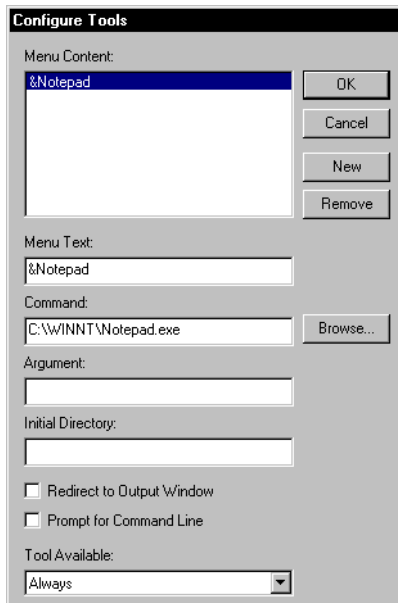 Configure Tools
Menu Content:
&Notepad
OK
Cancel
New
Remove
Menu Text:
&Notepad
Command:
C:\WINNT\Notepad.exe
Browse...
Argument:
Initial Directory:
Redirect to Output Window
Prompt for Command Line
Tool Available:
Always